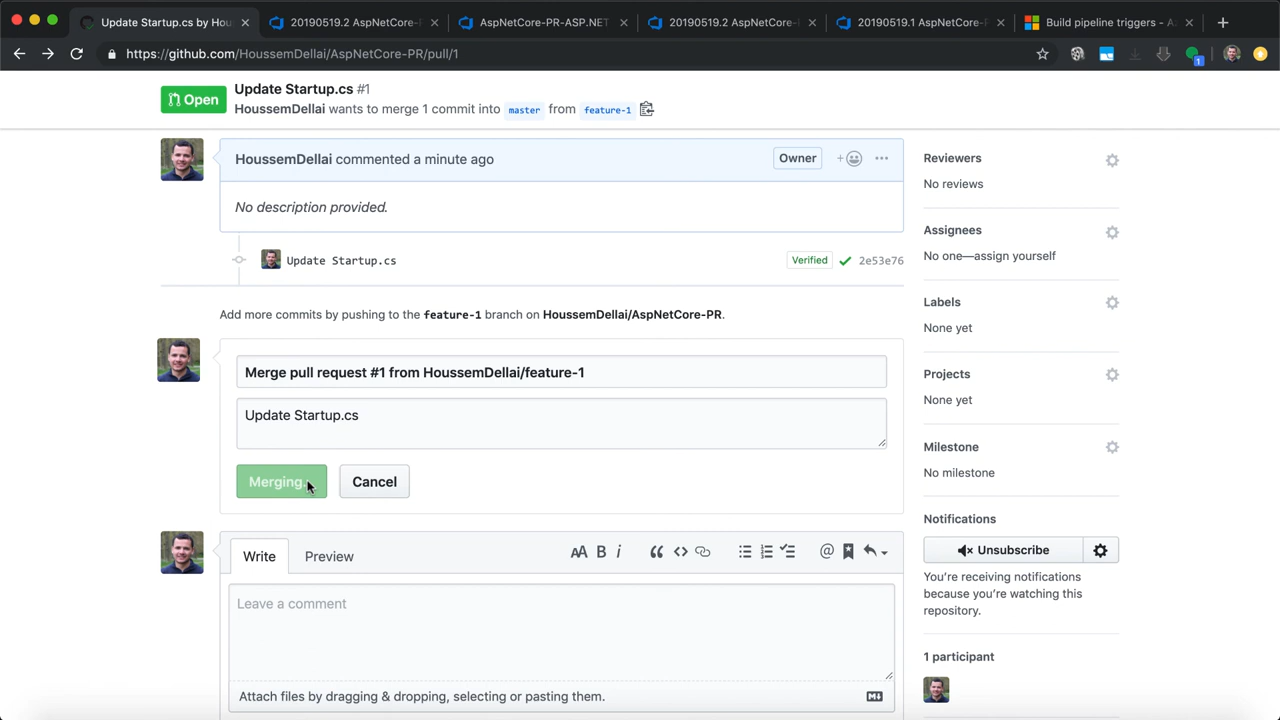 Update Startup.cs by Hou
20190519.2 AspNetCore-P
AspNetCore-PR-ASP.NET
20190519.2 AspNetCore-
20190519.1 AspNetCore-P
Build pipeline triggers - A
https://github.com/HoussemDellai/AspNetCore-PR/pull/1
1
Open
Update Startup.cs #1
HoussemDellai wants to merge 1 commit into master from feature-1
HoussemDellai commented a minute ago
Owner
No description provided.
Update Startup.cs
Verified
2e53e76
Add more commits by pushing to the feature-1 branch on HoussemDellai/AspNetCore-PR.
Merge pull request #1 from HoussemDellai/feature-1
Update Startup.cs
Merging
Cancel
Write
Preview
AA B i “ <> @
Leave a comment
Attach files by dragging & dropping, selecting or pasting them.
Reviewers
No reviews
Assignees
No one—assign yourself
Labels
None yet
Projects
None yet
Milestone
No milestone
Notifications
Unsubscribe
You’re receiving notifications
because you’re watching this
repository.
1 participant